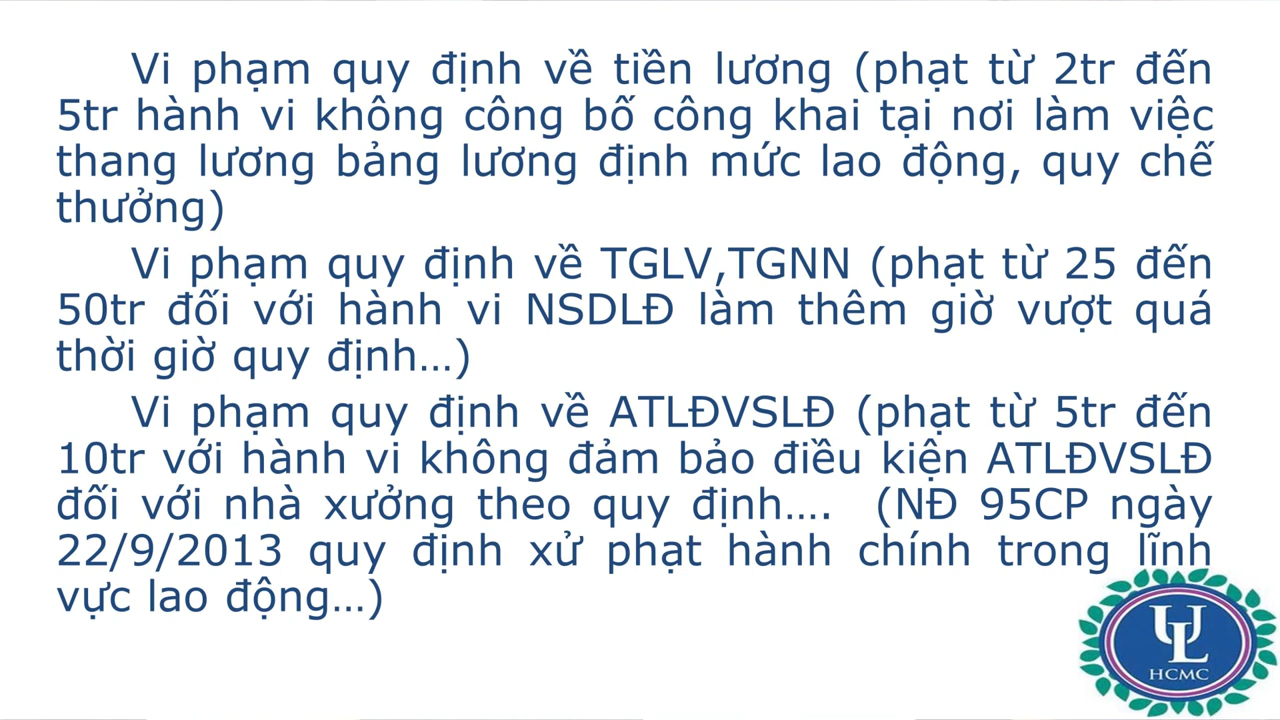 Vi phạm quy định về tiền lương (phạt từ 2tr đến
5tr hành vi không công bố công khai tại nơi làm việc
thang lương bảng lương định mức lao động, quy chế
thưởng)
Vi phạm quy định về TGLV,TGNN (phạt từ 25 đến
50tr đối với hành vi NSDLĐ làm thêm giờ vượt quá
thời giờ quy định…)
Vi phạm quy định về ATLĐVSLĐ (phạt từ 5tr đến
10tr với hành vi không đảm bảo điều kiện ATLĐVSLĐ
đối với nhà xưởng theo quy định…. (NĐ 95CP ngày
22/9/2013 quy định xử phạt hành chính trong lĩnh
vực lao động…)
UL
HCMC